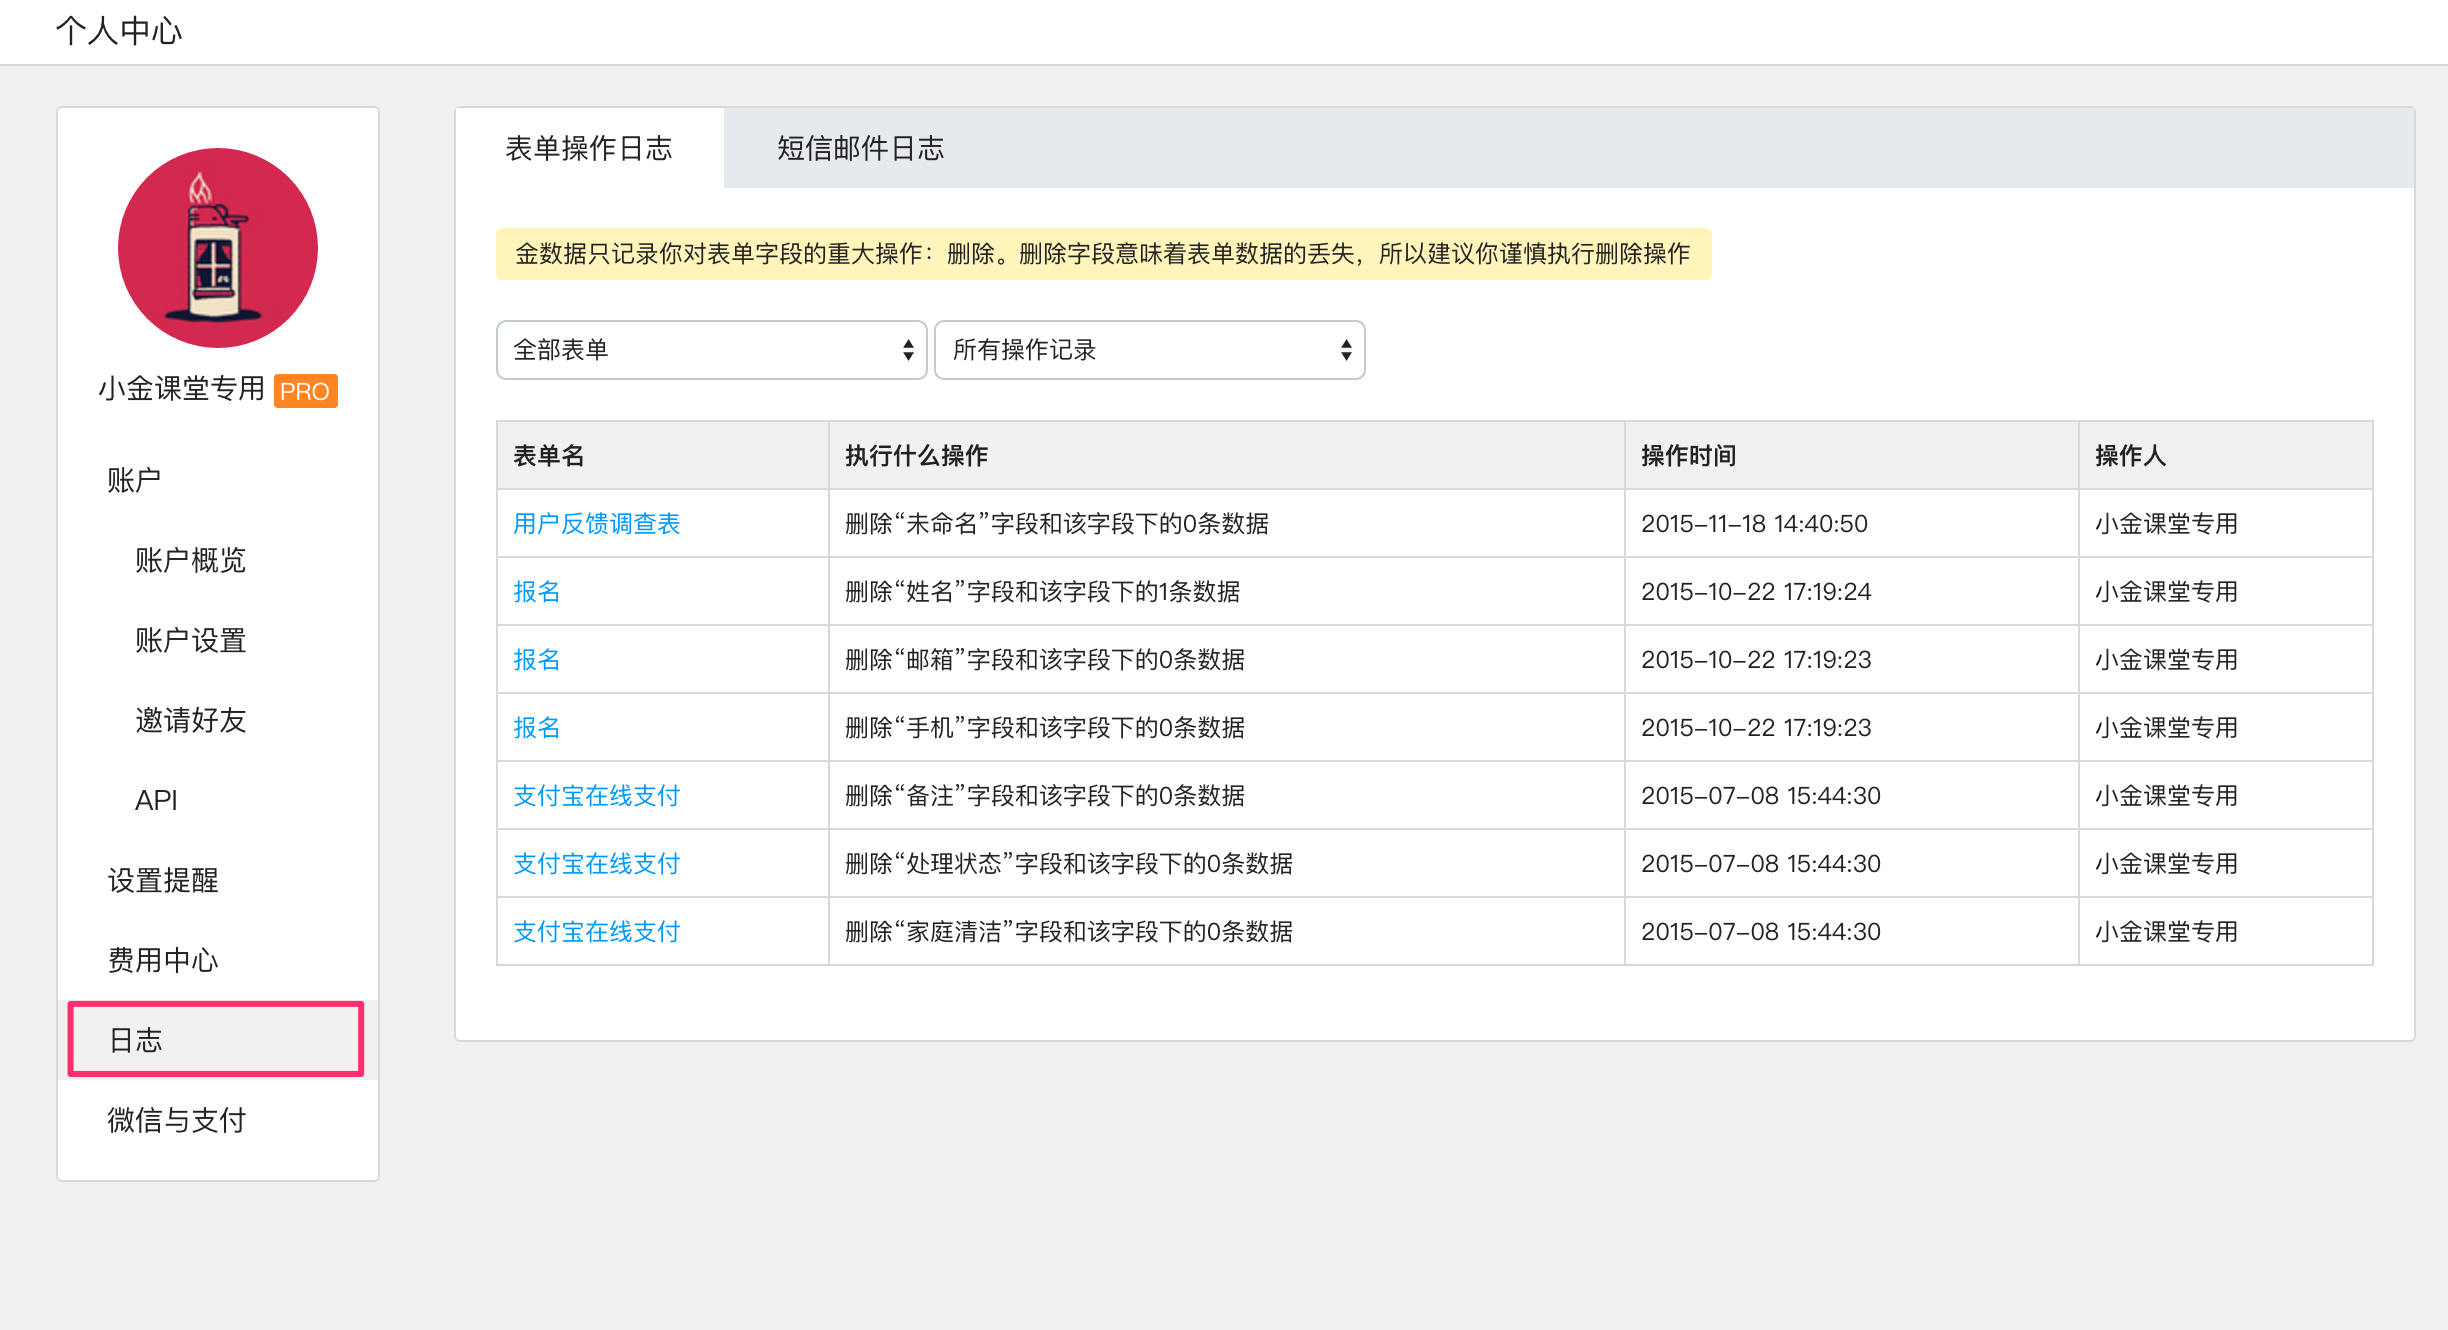 个人中心
小金课堂专用 PRO
账户
账户概览
账户设置
邀请好友
API
设置提醒
费用中心
日志
微信与支付
表单操作日志 短信邮件日志
金数据只记录你对表单字段的重大操作：删除。删除字段意味着表单数据的丢失，所以建议你谨慎执行删除操作
全部表单 所有操作记录
表单名 执行什么操作 操作时间 操作人
用户反馈调查表 删除“未命名”字段和该字段下的0条数据 2015-11-18 14:40:50 小金课堂专用
报名 删除“姓名”字段和该字段下的1条数据 2015-10-22 17:19:24 小金课堂专用
报名 删除“邮箱”字段和该字段下的0条数据 2015-10-22 17:19:23 小金课堂专用
报名 删除“手机”字段和该字段下的0条数据 2015-10-22 17:19:23 小金课堂专用
支付宝在线支付 删除“备注”字段和该字段下的0条数据 2015-07-08 15:44:30 小金课堂专用
支付宝在线支付 删除“处理状态”字段和该字段下的0条数据 2015-07-08 15:44:30 小金课堂专用
支付宝在线支付 删除“家庭清洁”字段和该字段下的0条数据 2015-07-08 15:44:30 小金课堂专用